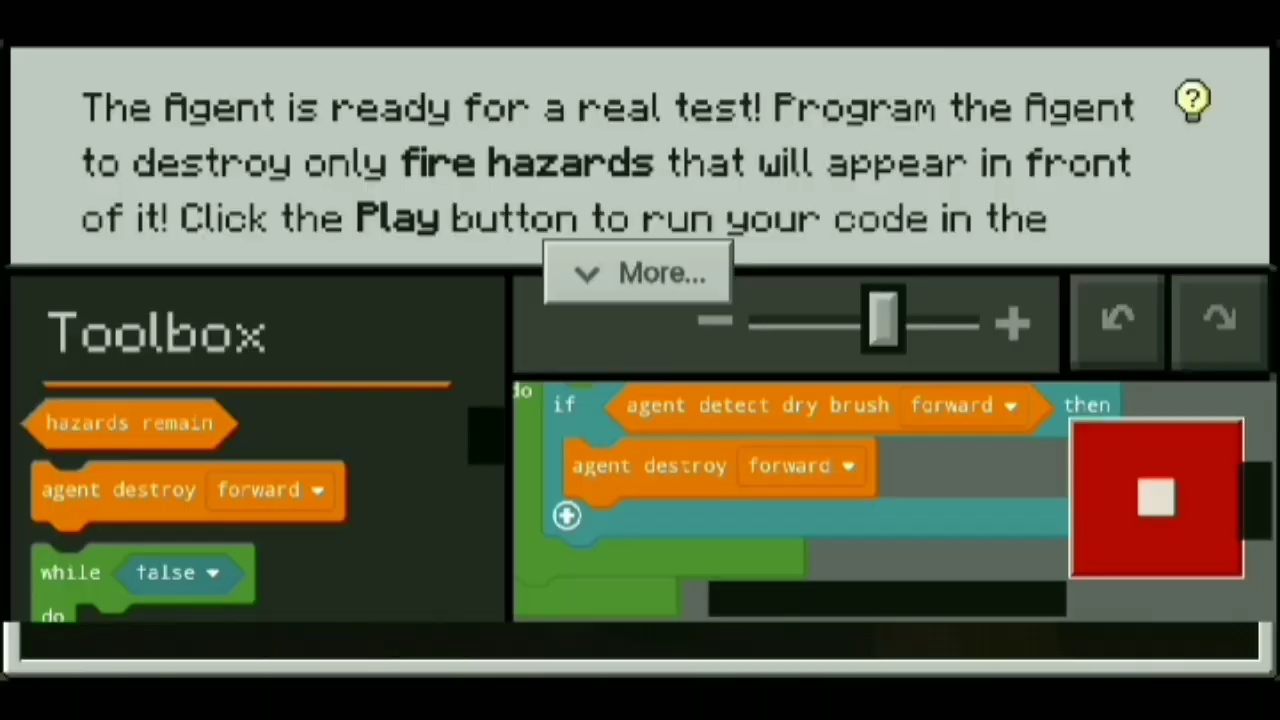 The Agent is ready for a real test! Program the Agent
to destroy only fire hazards that will appear in front
of it! Click the Play button to run your code in the
More...
Toolbox
hazards remain
agent destroy forward
while false
do
do
if agent detect dry brush forward then
agent destroy forward